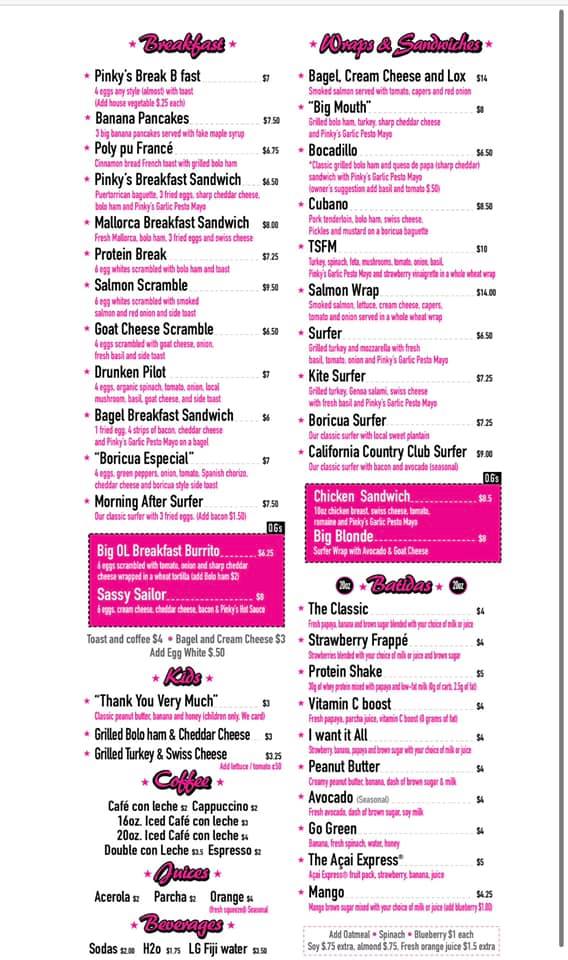 Breakfast
Pinky's Break B fast $7
4 eggs any style (almost) with toast
(Add house vegetable $.25 each)
Banana Pancakes $7.50
3 big banana pancakes served with fake maple syrup
Poly pu Francé $6.75
Cinnamon bread French toast with grilled bolo ham
Pinky's Breakfast Sandwich $6.50
Puertorrican baguette, 3 fried eggs, sharp cheddar cheese,
bolo ham and Pinky's Garlic Pesto Mayo
Mallorca Breakfast Sandwich $8.00
Fresh Mallorca, bolo ham, 3 fried eggs and swiss cheese
Protein Break $7.25
6 egg whites scrambled with bolo ham and toast
Salmon Scramble $9.50
6 egg whites scrambled with smoked
salmon and red onion and side toast
Goat Cheese Scramble $6.50
4 eggs scrambled with goat cheese, onion,
fresh basil and side toast
Drunken Pilot $7
4 eggs, organic spinach, tomato, onion, local
mushroom, basil, goat cheese, and side toast
Bagel Breakfast Sandwich $6
1 fried egg, 4 strips of bacon, cheddar cheese
and Pinky's Garlic Pesto Mayo on a bagel
"Boricua Especial" $7
4 eggs, green peppers, onion, tomato, Spanish chorizo,
cheddar cheese and boricua style side toast
Morning After Surfer $7.50
Our classic surfer with 3 fried eggs. (Add bacon $1.50)
OGs
Big OL Breakfast Burrito $6.25
6 eggs scrambled with tomato, onion and sharp cheddar
cheese wrapped in a wheat tortilla (add Bolo ham $2)
Sassy Sailor $8
6 eggs, cream cheese, cheddar cheese, bacon & Pinky's Hot Sauce
Toast and coffee $4 • Bagel and Cream Cheese $3
Add Egg White $.50
Kids
"Thank You Very Much" $3
Classic peanut butter, banana and honey (children only, We card)
Grilled Bolo ham & Cheddar Cheese $3
Grilled Turkey & Swiss Cheese $3.25
Add lettuce / tomato ¢50
Coffee
Café con leche $2 Cappuccino $2
16oz. Iced Café con leche $3
20oz. Iced Café con leche $4
Double con Leche $3.5 Espresso $2
Juices
Acerola $2 Parcha $2 Orange $4
(fresh squeezed) Seasonal
Beverages
Sodas $2.00 H2o $1.75 LG Fiji water $3.50
Wraps & Sandwiches
Bagel, Cream Cheese and Lox $14
Smoked salmon served with tomato, capers and red onion
"Big Mouth" $8
Grilled bolo ham, turkey, sharp cheddar cheese
and Pinky's Garlic Pesto Mayo
Bocadillo $6.50
*Classic grilled bolo ham and queso de papa (sharp cheddar)
sandwich with Pinky's Garlic Pesto Mayo
(owner's suggestion add basil and tomato $.50)
Cubano $8.50
Pork tenderloin, bolo ham, swiss cheese,
Pickles and mustard on a boricua baguette
TSFM $10
Turkey, spinach, feta, mushrooms, tomato, onion, basil,
Pinky's Garlic Pesto Mayo and strawberry vinaigrette in a whole wheat wrap
Salmon Wrap $14.00
Smoked salmon, lettuce, cream cheese, capers,
tomato and onion served in a whole wheat wrap
Surfer $6.50
Grilled turkey and mozzarella with fresh
basil, tomato, onion and Pinky's Garlic Pesto Mayo
Kite Surfer $7.25
Grilled turkey, Genoa salami, swiss cheese
with fresh basil and Pinky's Garlic Pesto Mayo
Boricua Surfer $7.25
Our classic surfer with local sweet plantain
California Country Club Surfer $9.00
Our classic surfer with bacon and avocado (seasonal)
OGs
Chicken Sandwich $8.5
10oz chicken breast, swiss cheese, tomato,
romaine and Pinky's Garlic Pesto Mayo
Big Blonde $8
Surfer Wrap with Avocado & Goat Cheese
20oz Batidas 20oz
The Classic $4
Fresh papaya, banana and brown sugar blended with your choice of milk or juice
Strawberry Frappé $4
Strawberries blended with your choice of milk or juice and brown sugar
Protein Shake $5
30g of whey protein mixed with papaya and low-fat milk (0g of carb, 2.5g of fat)
Vitamin C boost $4
Fresh papaya, parcha juice, vitamin C boost (0 grams of fat)
I want it All $4
Strawberry, banana, papaya and brown sugar with your choice of milk or juice
Peanut Butter $4
Creamy peanut butter, banana, dash of brown sugar & milk
Avocado (Seasonal) $4
Fresh avocado, dash of brown sugar, soy milk
Go Green $4
Banana, fresh spinach, water, honey
The Açai Express® $5
Açai Express® fruit pack, strawberry, banana, juice
Mango $4.25
Mango brown sugar mixed with your choice of milk or juice (add blueberry $1.00)
Add Oatmeal • Spinach • Blueberry $1 each
Soy $.75 extra, almond $.75, Fresh orange juice $1.5 extra